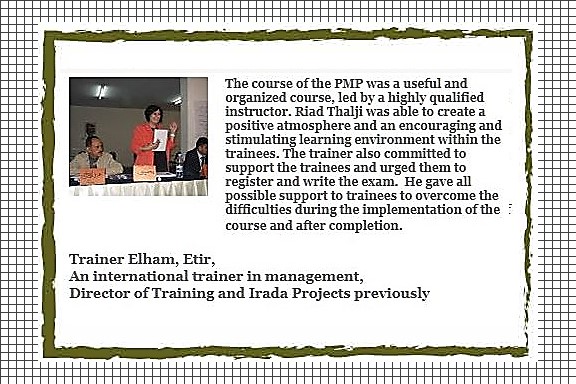 The course of the PMP was a useful and
organized course, led by a highly qualified
instructor. Riad Thalji was able to create a
positive atmosphere and an encouraging and
stimulating learning environment within the
trainees. The trainer also committed to
support the trainees and urged them to
register and write the exam.  He gave all
possible support to trainees to overcome the
difficulties during the implementation of the
course and after completion.
Trainer Elham, Etir,
An international trainer in management,
Director of Training and Irada Projects previously